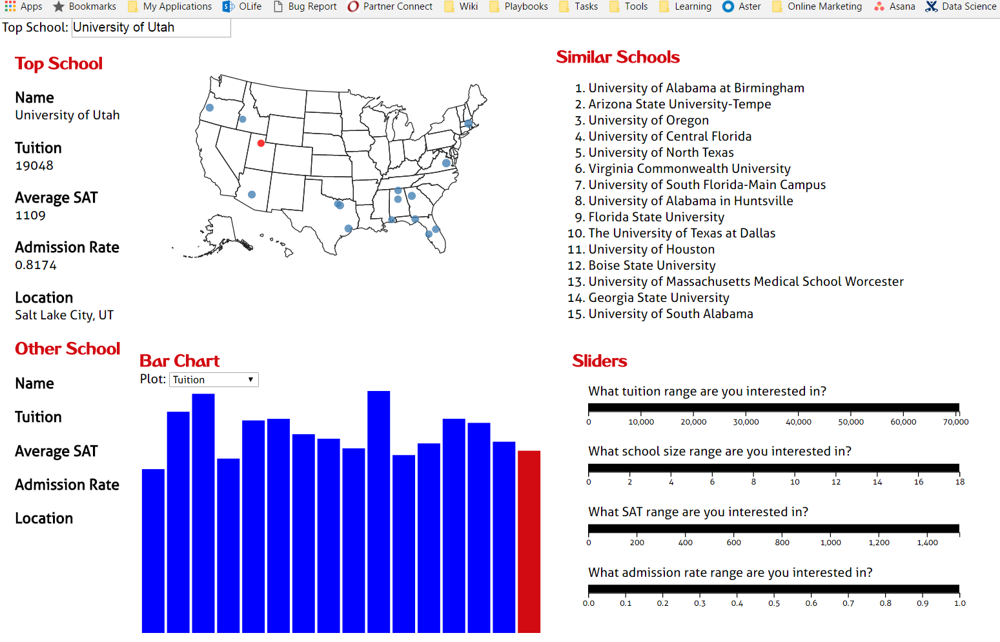 Apps Bookmarks My Applications OLife Bug Report Partner Connect Wiki Playbooks Tasks Tools Learning Aster Online Marketing Asana Data Science
Top School: University of Utah
Top School
Name
University of Utah
Tuition
19048
Average SAT
1109
Admission Rate
0.8174
Location
Salt Lake City, UT
Similar Schools
1. University of Alabama at Birmingham
2. Arizona State University-Tempe
3. University of Oregon
4. University of Central Florida
5. University of North Texas
6. Virginia Commonwealth University
7. University of South Florida-Main Campus
8. University of Alabama in Huntsville
9. Florida State University
10. The University of Texas at Dallas
11. University of Houston
12. Boise State University
13. University of Massachusetts Medical School Worcester
14. Georgia State University
15. University of South Alabama
Other School
Name
Tuition
Average SAT
Admission Rate
Location
Bar Chart
Plot: Tuition
Sliders
What tuition range are you interested in?
0 10,000 20,000 30,000 40,000 50,000 60,000 70,000
What school size range are you interested in?
0 2 4 6 8 10 12 14 16 18
What SAT range are you interested in?
0 200 400 600 800 1,000 1,200 1,400
What admission rate range are you interested in?
0.0 0.1 0.2 0.3 0.4 0.5 0.6 0.7 0.8 0.9 1.0